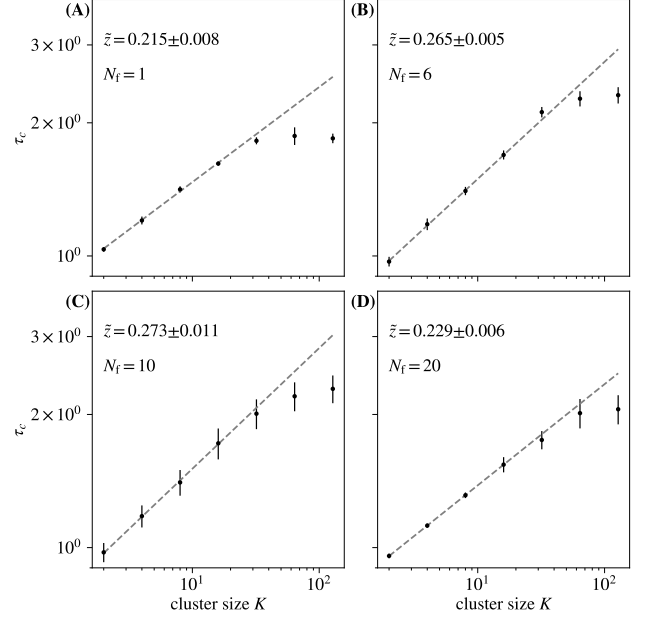 (A)
z̃ = 0.215±0.008
N_f = 1
3 × 10⁰
2 × 10⁰
10⁰
τ_c
(B)
z̃ = 0.265±0.005
N_f = 6
(C)
z̃ = 0.273±0.011
N_f = 10
3 × 10⁰
2 × 10⁰
10⁰
τ_c
10¹ 10²
cluster size K
(D)
z̃ = 0.229±0.006
N_f = 20
10¹ 10²
cluster size K